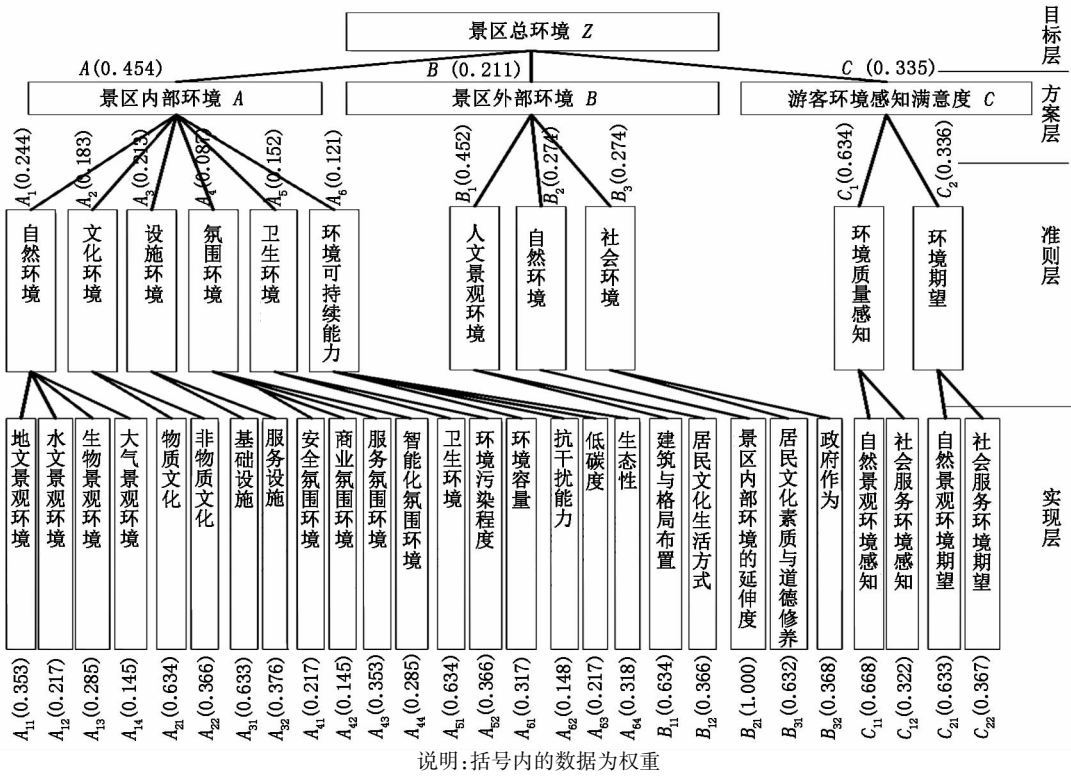 景区总环境 Z
目标层
A(0.454)
B (0.211)
C (0.335)
景区内部环境 A
景区外部环境 B
游客环境感知满意度 C
方案层
A1(0.244)
A2(0.183)
A3(0.213)
A4(0.087)
A5(0.152)
A6(0.121)
B1(0.452)
B2(0.274)
B3(0.274)
C1(0.634)
C2(0.336)
自然环境
文化环境
设施环境
氛围环境
卫生环境
环境可持续能力
人文景观环境
自然环境
社会环境
环境质量感知
环境期望
准则层
地文景观环境
水文景观环境
生物景观环境
大气景观环境
物质文化
非物质文化
基础设施
服务设施
安全氛围环境
商业氛围环境
服务氛围环境
智能化氛围环境
卫生环境
环境污染程度
环境容量
抗干扰能力
低碳度
生态性
建筑与格局布置
居民文化生活方式
景区内部环境的延伸度
居民文化素质与道德修养
政府作为
自然景观环境感知
社会服务环境感知
自然景观环境期望
社会服务环境期望
实现层
A11(0.353)
A12(0.217)
A13(0.285)
A14(0.145)
A21(0.634)
A22(0.366)
A31(0.633)
A32(0.376)
A41(0.217)
A42(0.145)
A43(0.353)
A44(0.285)
A51(0.634)
A52(0.366)
A61(0.317)
A62(0.148)
A63(0.217)
A64(0.318)
B11(0.634)
B12(0.366)
B21(1.000)
B31(0.632)
B32(0.368)
C11(0.668)
C12(0.322)
C21(0.633)
C22(0.367)
说明:括号内的数据为权重